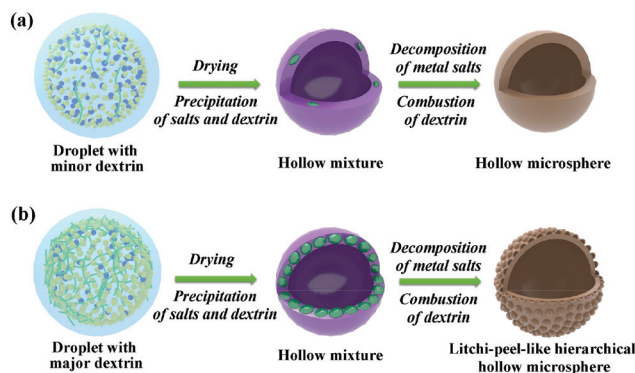 (a)
Drying
Precipitation
of salts and dextrin
Decomposition
of metal salts
Combustion
of dextrin
Droplet with
minor dextrin
Hollow mixture
Hollow microsphere
(b)
Drying
Precipitation
of salts and dextrin
Decomposition
of metal salts
Combustion
of dextrin
Droplet with
major dextrin
Hollow mixture
Litchi-peel-like hierarchical
hollow microsphere